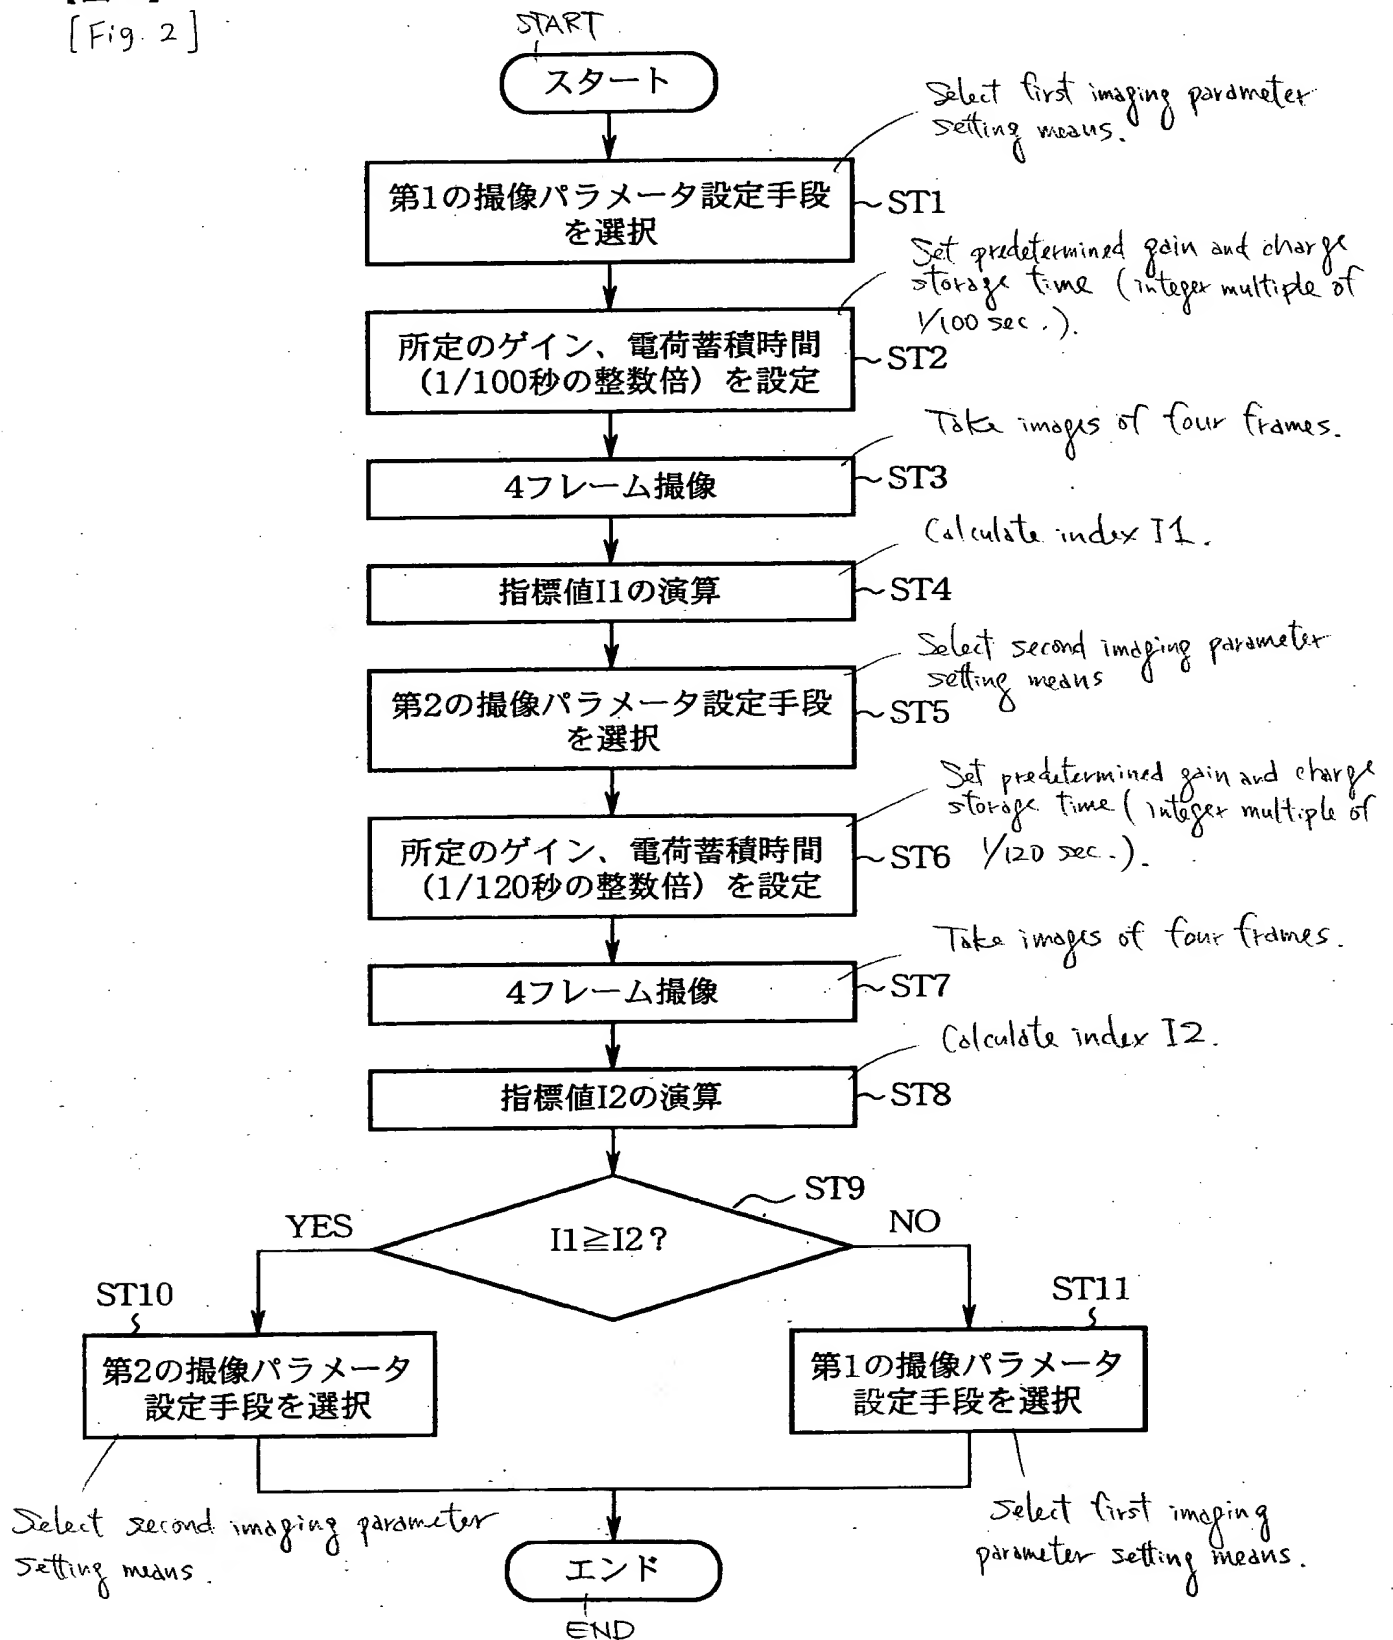 [Fig. 2]
START
スタート
Select first imaging parameter
setting means.
第1の撮像パラメータ設定手段
を選択
ST1
Set predetermined gain and charge
storage time (integer multiple of
1/100 sec.).
所定のゲイン、電荷蓄積時間
(1/100秒の整数倍)を設定
ST2
Take images of four frames.
4フレーム撮像
ST3
Calculate index I1.
指標値I1の演算
ST4
Select second imaging parameter
setting means
第2の撮像パラメータ設定手段
を選択
ST5
Set predetermined gain and charge
storage time (integer multiple of
1/120 sec.).
所定のゲイン、電荷蓄積時間
(1/120秒の整数倍)を設定
ST6
Take images of four frames.
4フレーム撮像
ST7
Calculate index I2.
指標値I2の演算
ST8
ST9
YES
I1≧I2?
NO
ST10
ST11
第2の撮像パラメータ
設定手段を選択
第1の撮像パラメータ
設定手段を選択
Select second imaging parameter
setting means.
Select first imaging
parameter setting means.
エンド
END